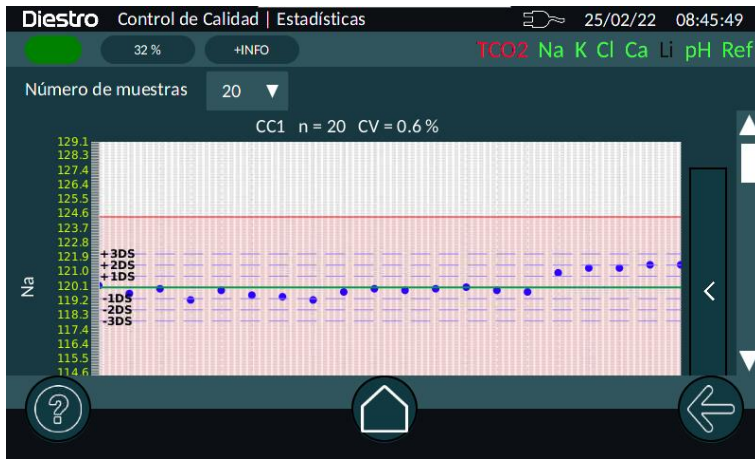 Diestro Control de Calidad | Estadísticas 25/02/22 08:45:49
32 % +INFO TCO2 Na K Cl Ca Li pH Ref
Número de muestras 20 ▼
CC1 n = 20 CV = 0.6 %
129.1
128.3
127.4
126.4
125.5
124.6
123.7
122.8
121.9
121.0
120.1
119.2
118.3
117.4
116.4
115.5
114.6
Na
+3DS
+2DS
+1DS
-1DS
-2DS
-3DS
?